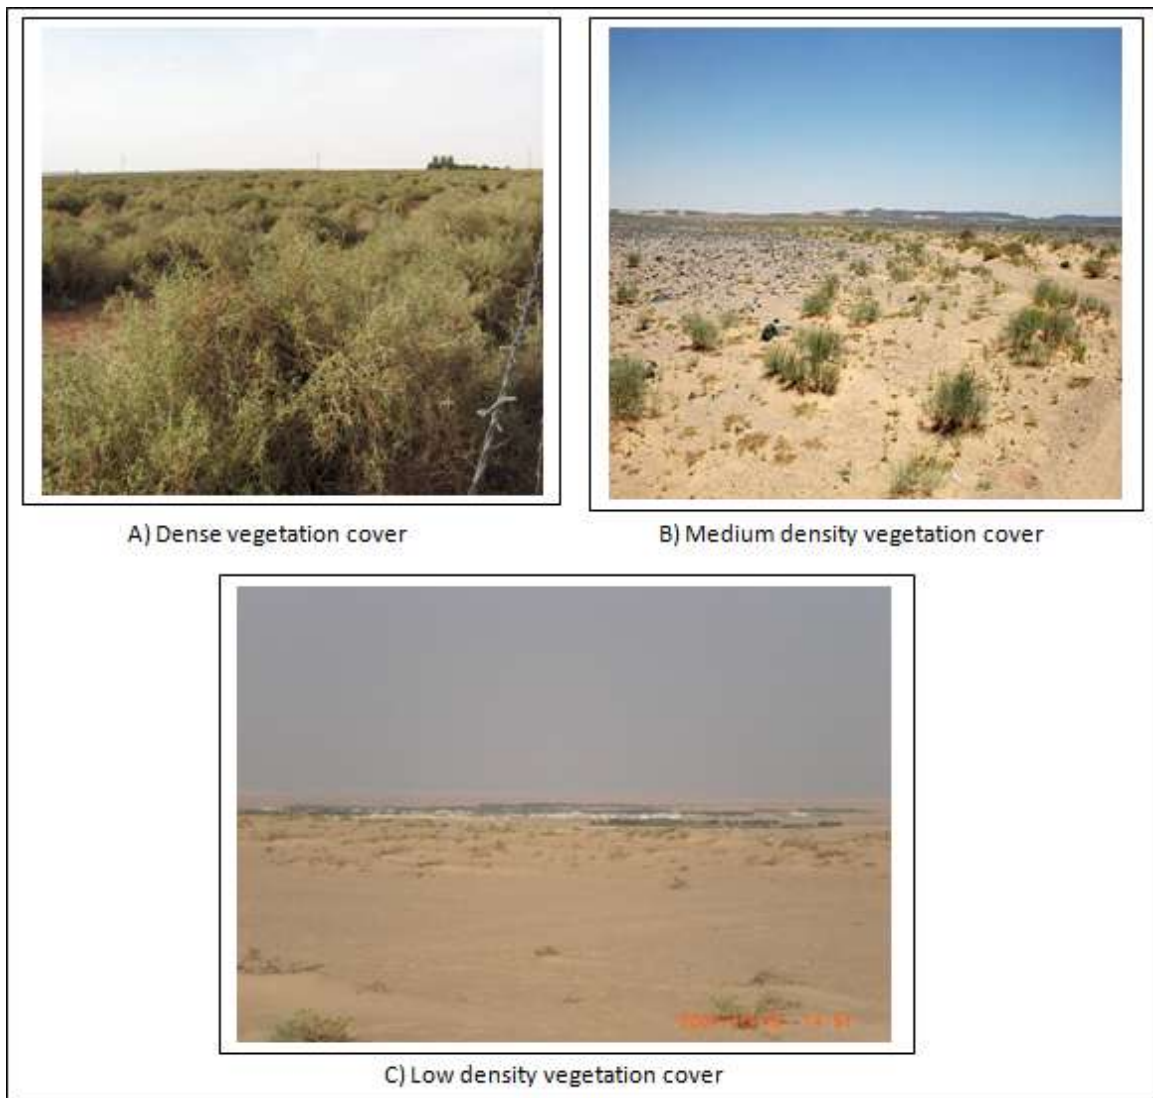 A) Dense vegetation cover
B) Medium density vegetation cover
C) Low density vegetation cover